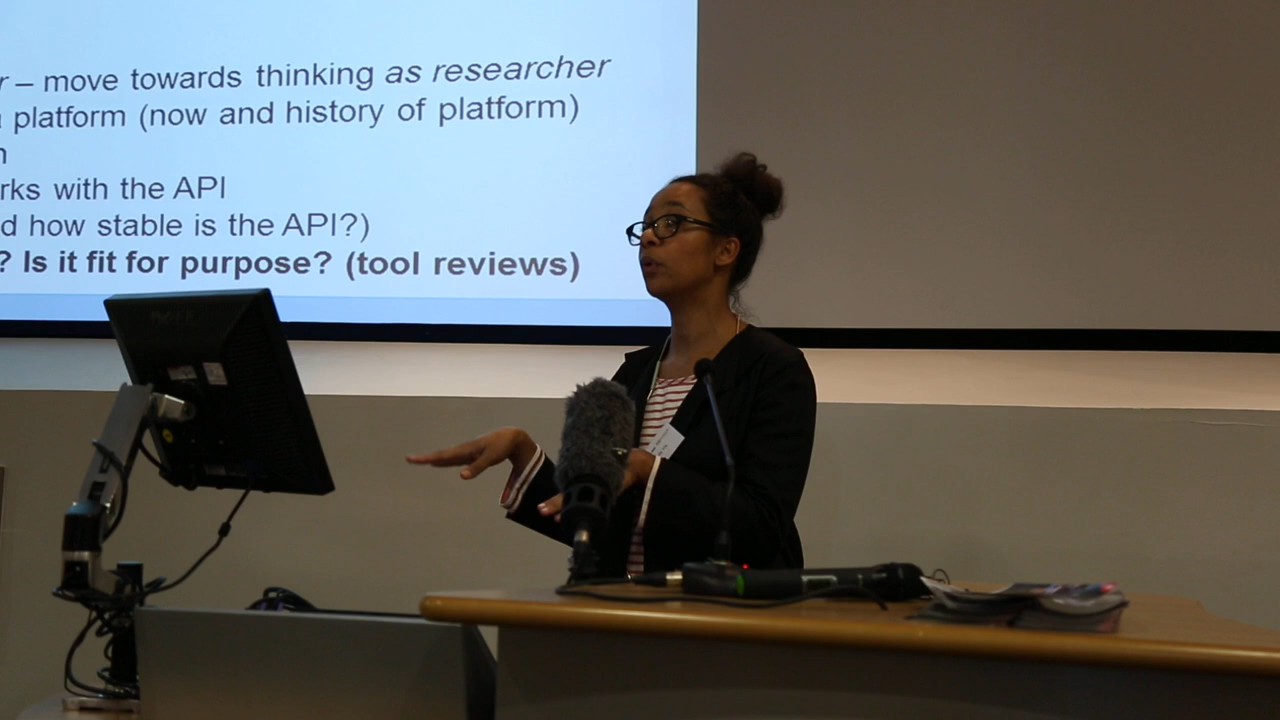 – move towards thinking as researcher
platform (now and history of platform)
rks with the API
d how stable is the API?)
? Is it fit for purpose? (tool reviews)